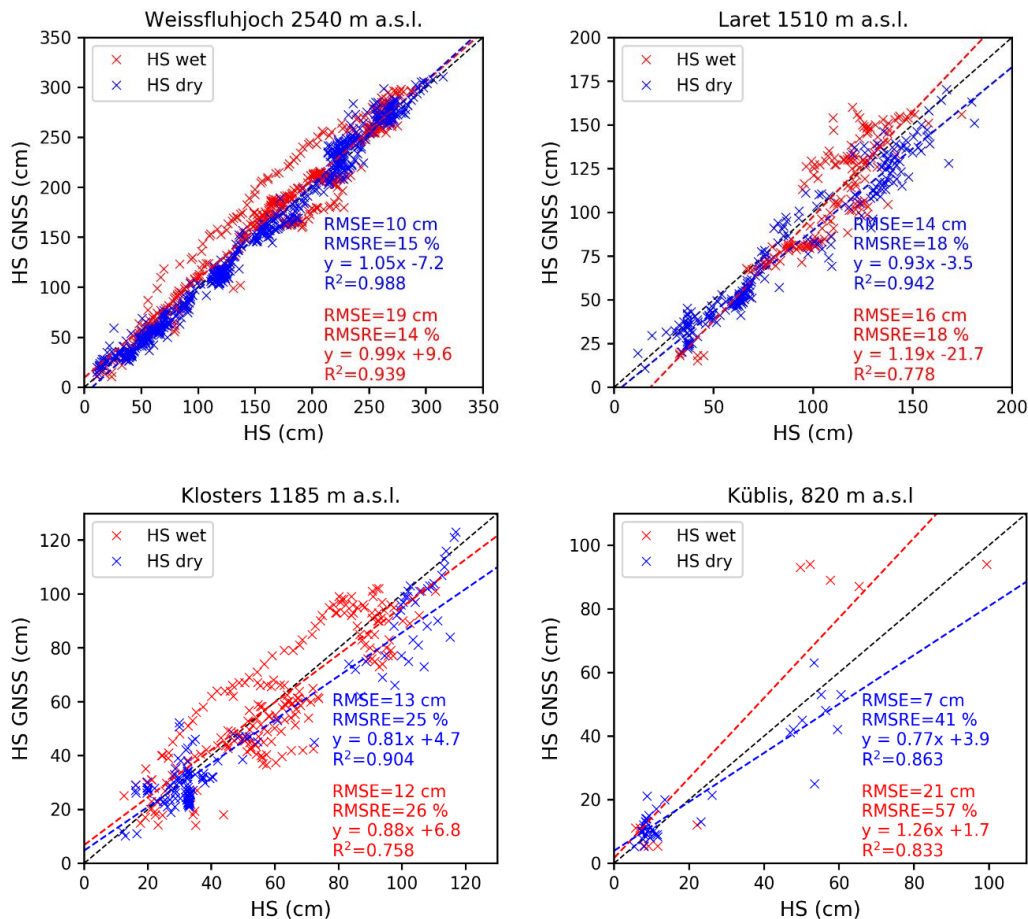 Weissfluhjoch 2540 m a.s.l.
HS wet
HS dry
350
300
250
200
150
100
50
0
HS GNSS (cm)
RMSE=10 cm
RMSRE=15 %
y = 1.05x -7.2
R²=0.988
RMSE=19 cm
RMSRE=14 %
y = 0.99x +9.6
R²=0.939
0 50 100 150 200 250 300 350
HS (cm)
Laret 1510 m a.s.l.
HS wet
HS dry
200
175
150
125
100
75
50
25
0
HS GNSS (cm)
RMSE=14 cm
RMSRE=18 %
y = 0.93x -3.5
R²=0.942
RMSE=16 cm
RMSRE=18 %
y = 1.19x -21.7
R²=0.778
0 50 100 150 200
HS (cm)
Klosters 1185 m a.s.l.
HS wet
HS dry
120
100
80
60
40
20
0
HS GNSS (cm)
RMSE=13 cm
RMSRE=25 %
y = 0.81x +4.7
R²=0.904
RMSE=12 cm
RMSRE=26 %
y = 0.88x +6.8
R²=0.758
0 20 40 60 80 100 120
HS (cm)
Küblis, 820 m a.s.l
HS wet
HS dry
100
80
60
40
20
0
HS GNSS (cm)
RMSE=7 cm
RMSRE=41 %
y = 0.77x +3.9
R²=0.863
RMSE=21 cm
RMSRE=57 %
y = 1.26x +1.7
R²=0.833
0 20 40 60 80 100
HS (cm)